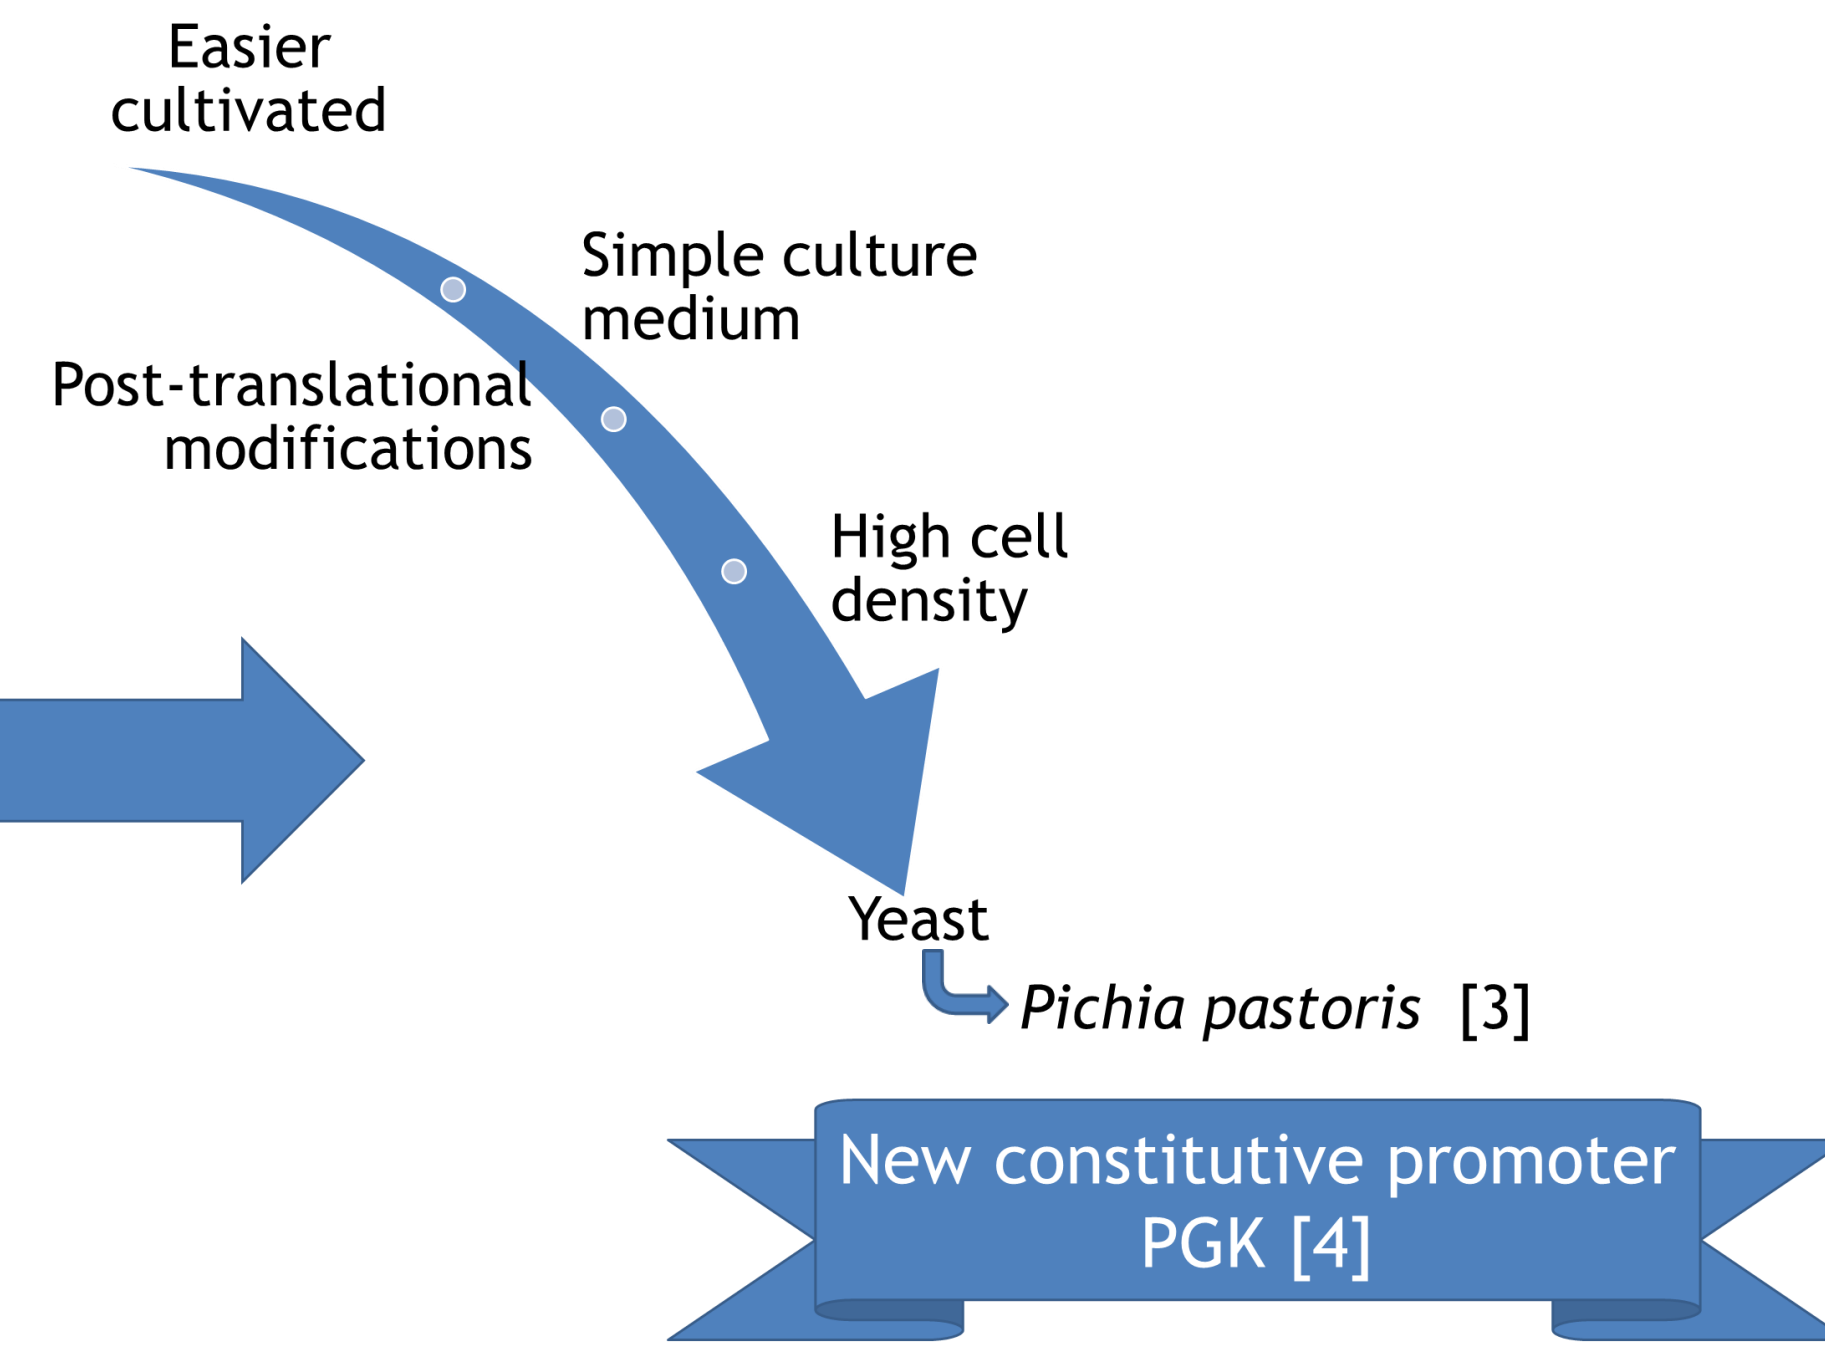 Easier
cultivated
Simple culture
medium
Post-translational
modifications
High cell
density
Yeast
Pichia pastoris [3]
New constitutive promoter
PGK [4]